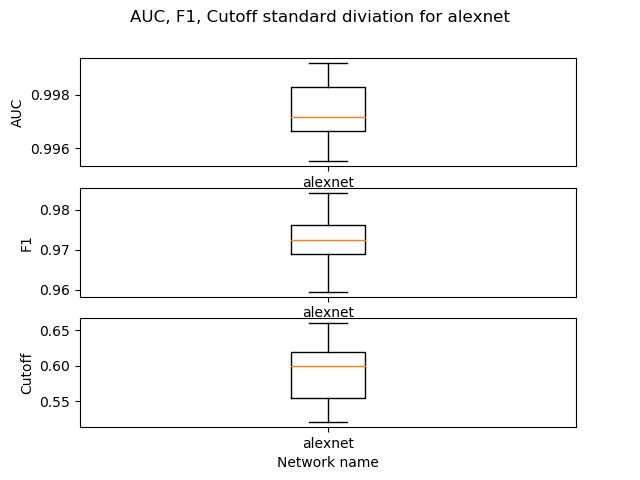 AUC, F1, Cutoff standard diviation for alexnet
0.998
0.996
AUC
alexnet
0.98
0.97
0.96
F1
alexnet
0.65
0.60
0.55
Cutoff
alexnet
Network name